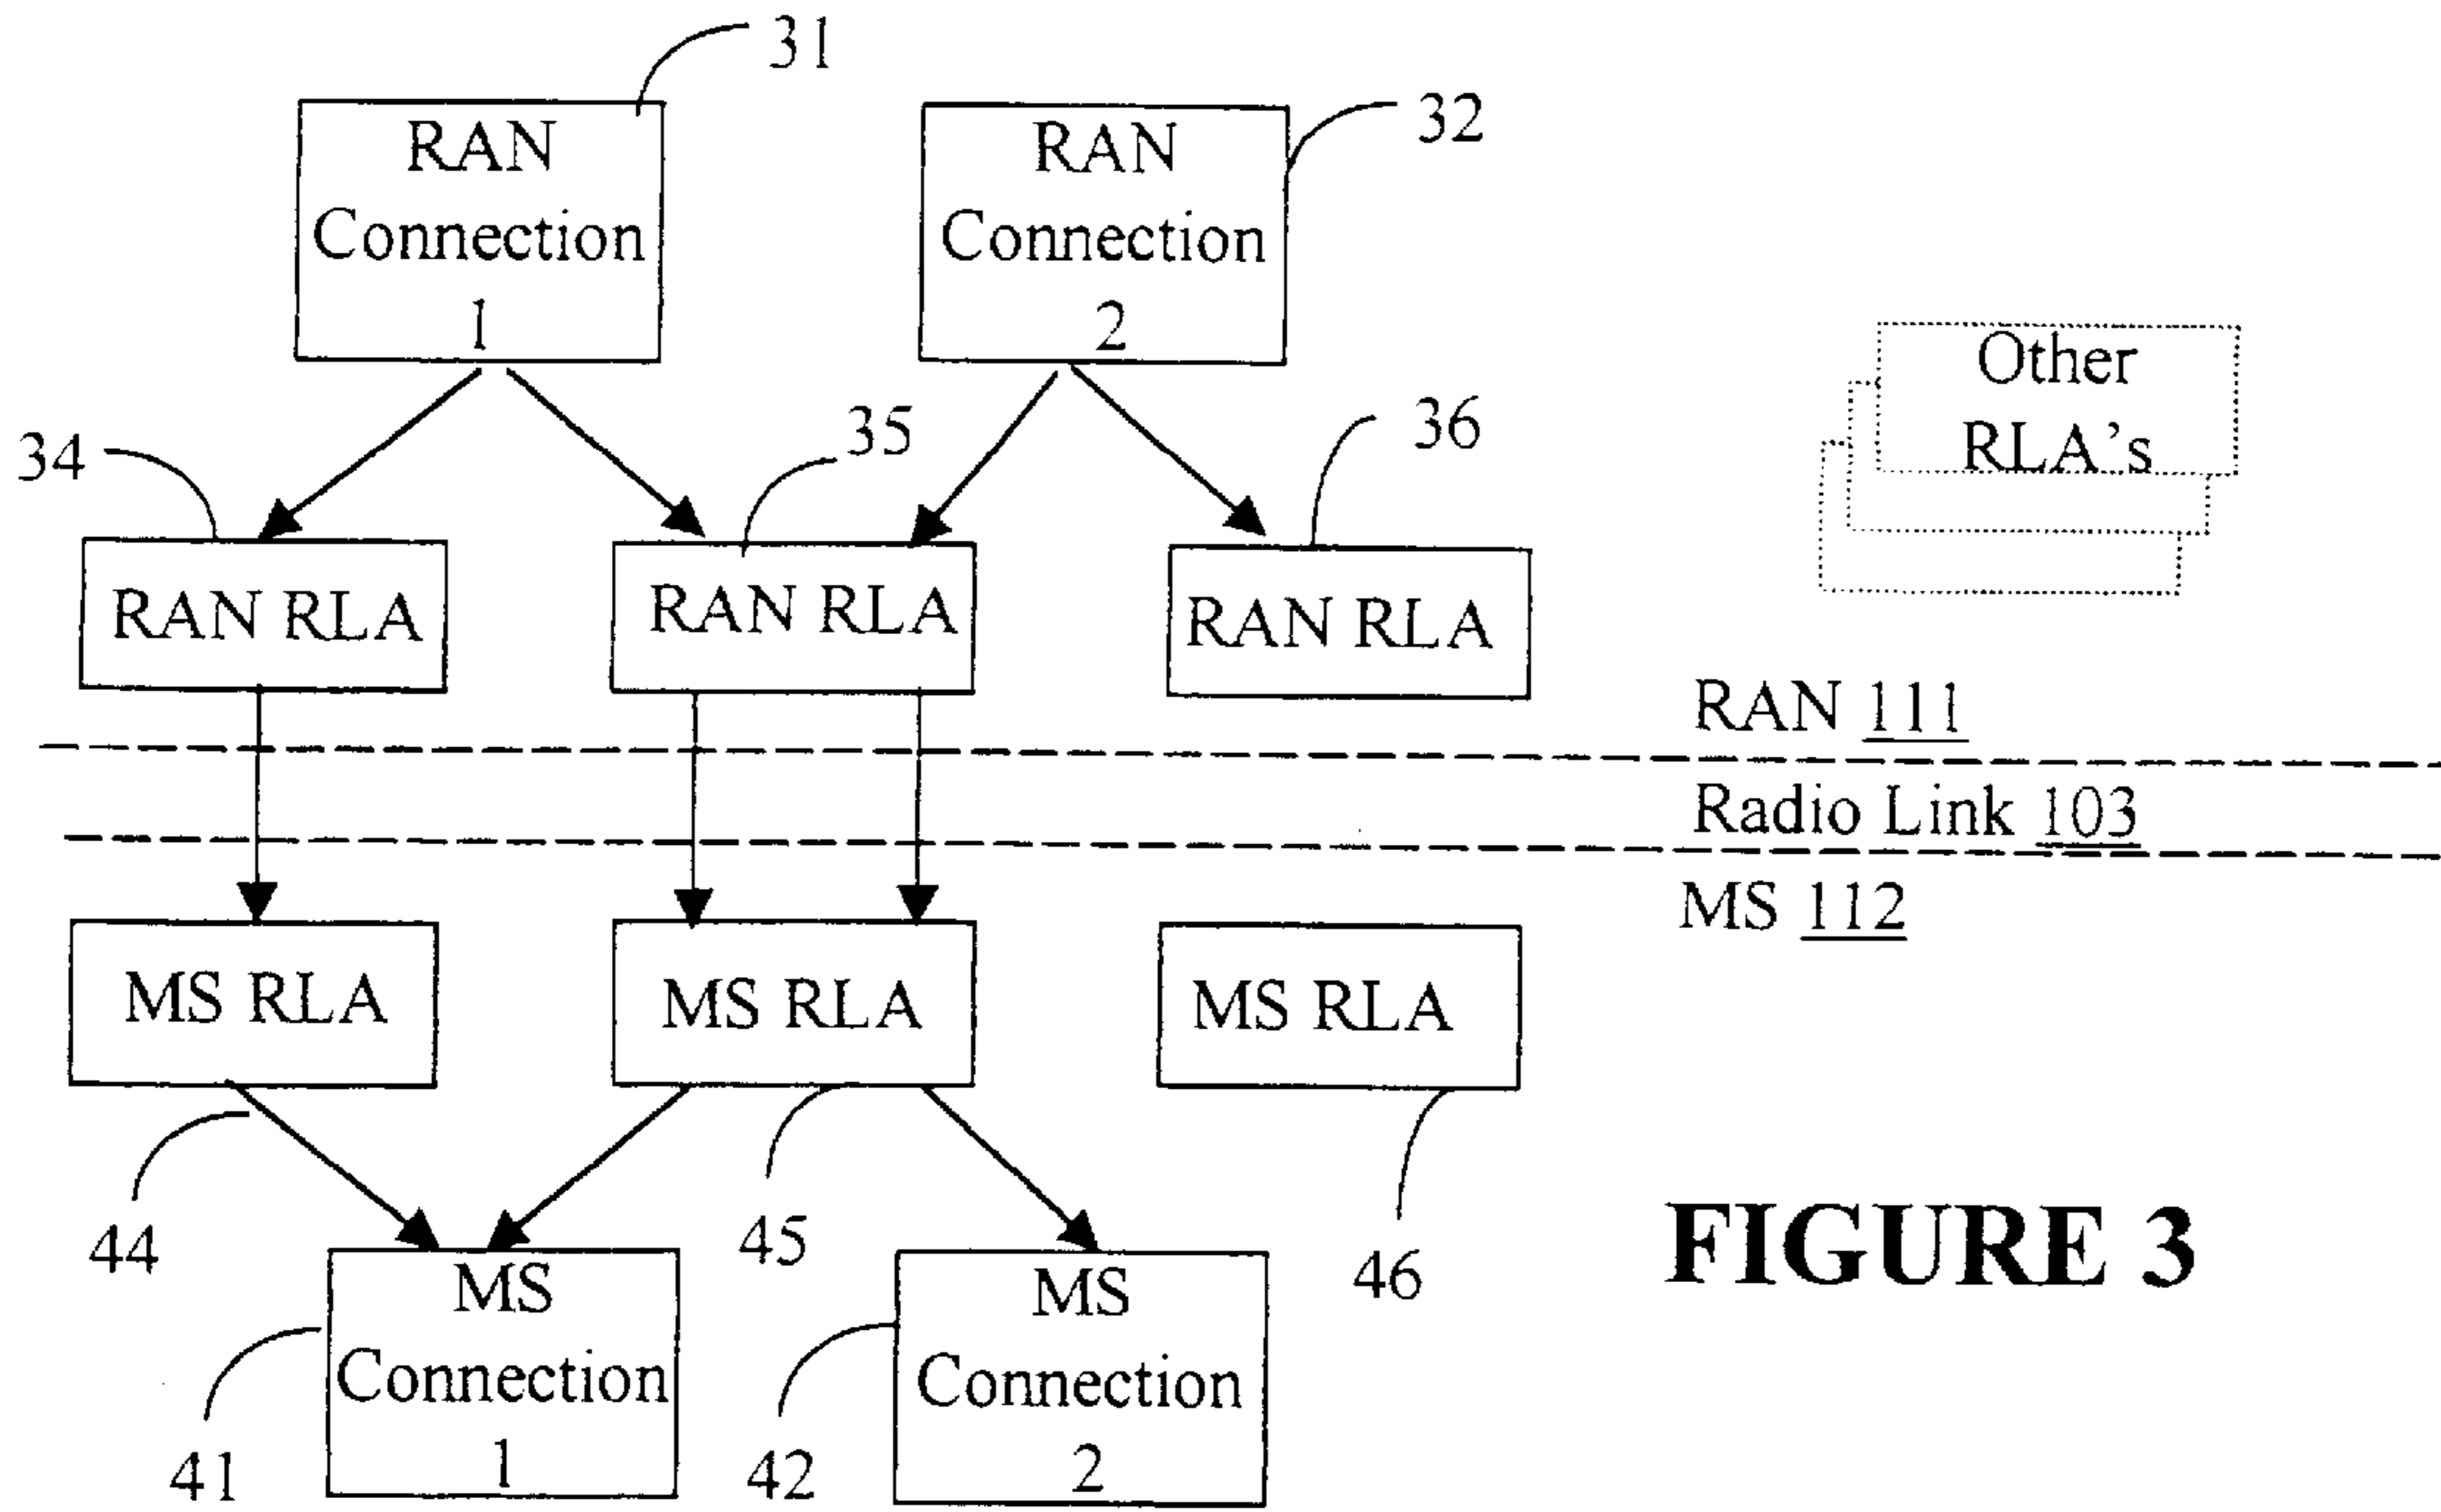 31
RAN
Connection
1
32
RAN
Connection
2
Other
RLA's
34
35
36
RAN RLA
RAN RLA
RAN RLA
RAN 111
Radio Link 103
MS 112
MS RLA
MS RLA
MS RLA
44
45
46
FIGURE 3
41
MS
Connection
1
42
MS
Connection
2